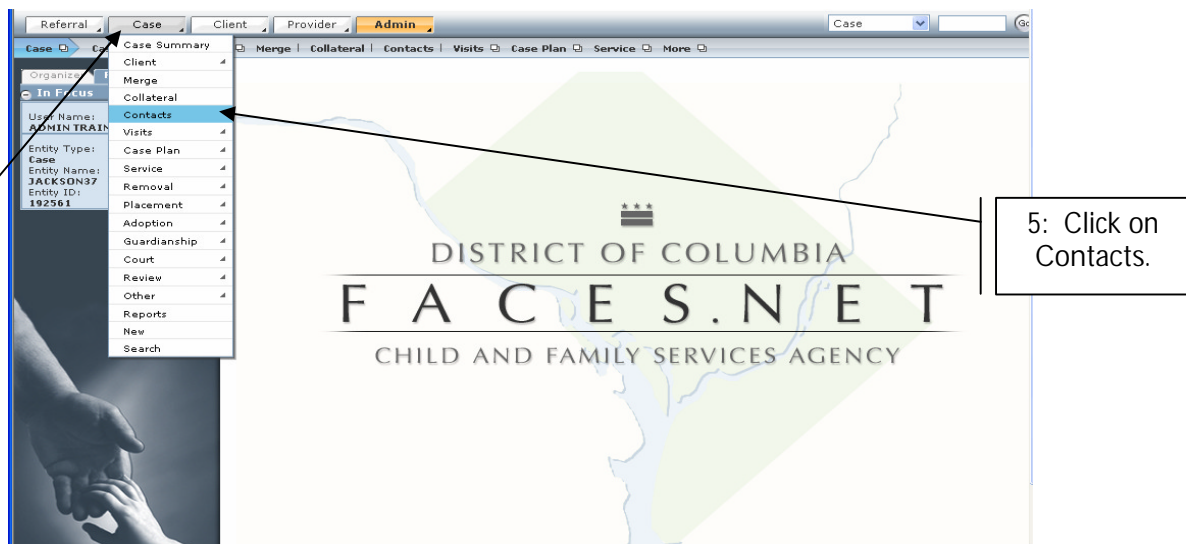 Referral Case Client Provider Admin Case
Case Merge | Collateral | Contacts | Visits Case Plan Service More
Case Summary
Client
Merge
Collateral
Contacts
Visits
Case Plan
Service
Removal
Placement
Adoption
Guardianship
Court
Review
Other
Reports
New
Search
Organizer
In Focus
User Name:
ADMIN TRAIN
Entity Type:
Case
Entity Name:
JACKSON37
Entity ID:
192561
DISTRICT OF COLUMBIA
FACES.NET
CHILD AND FAMILY SERVICES AGENCY
5: Click on
Contacts.